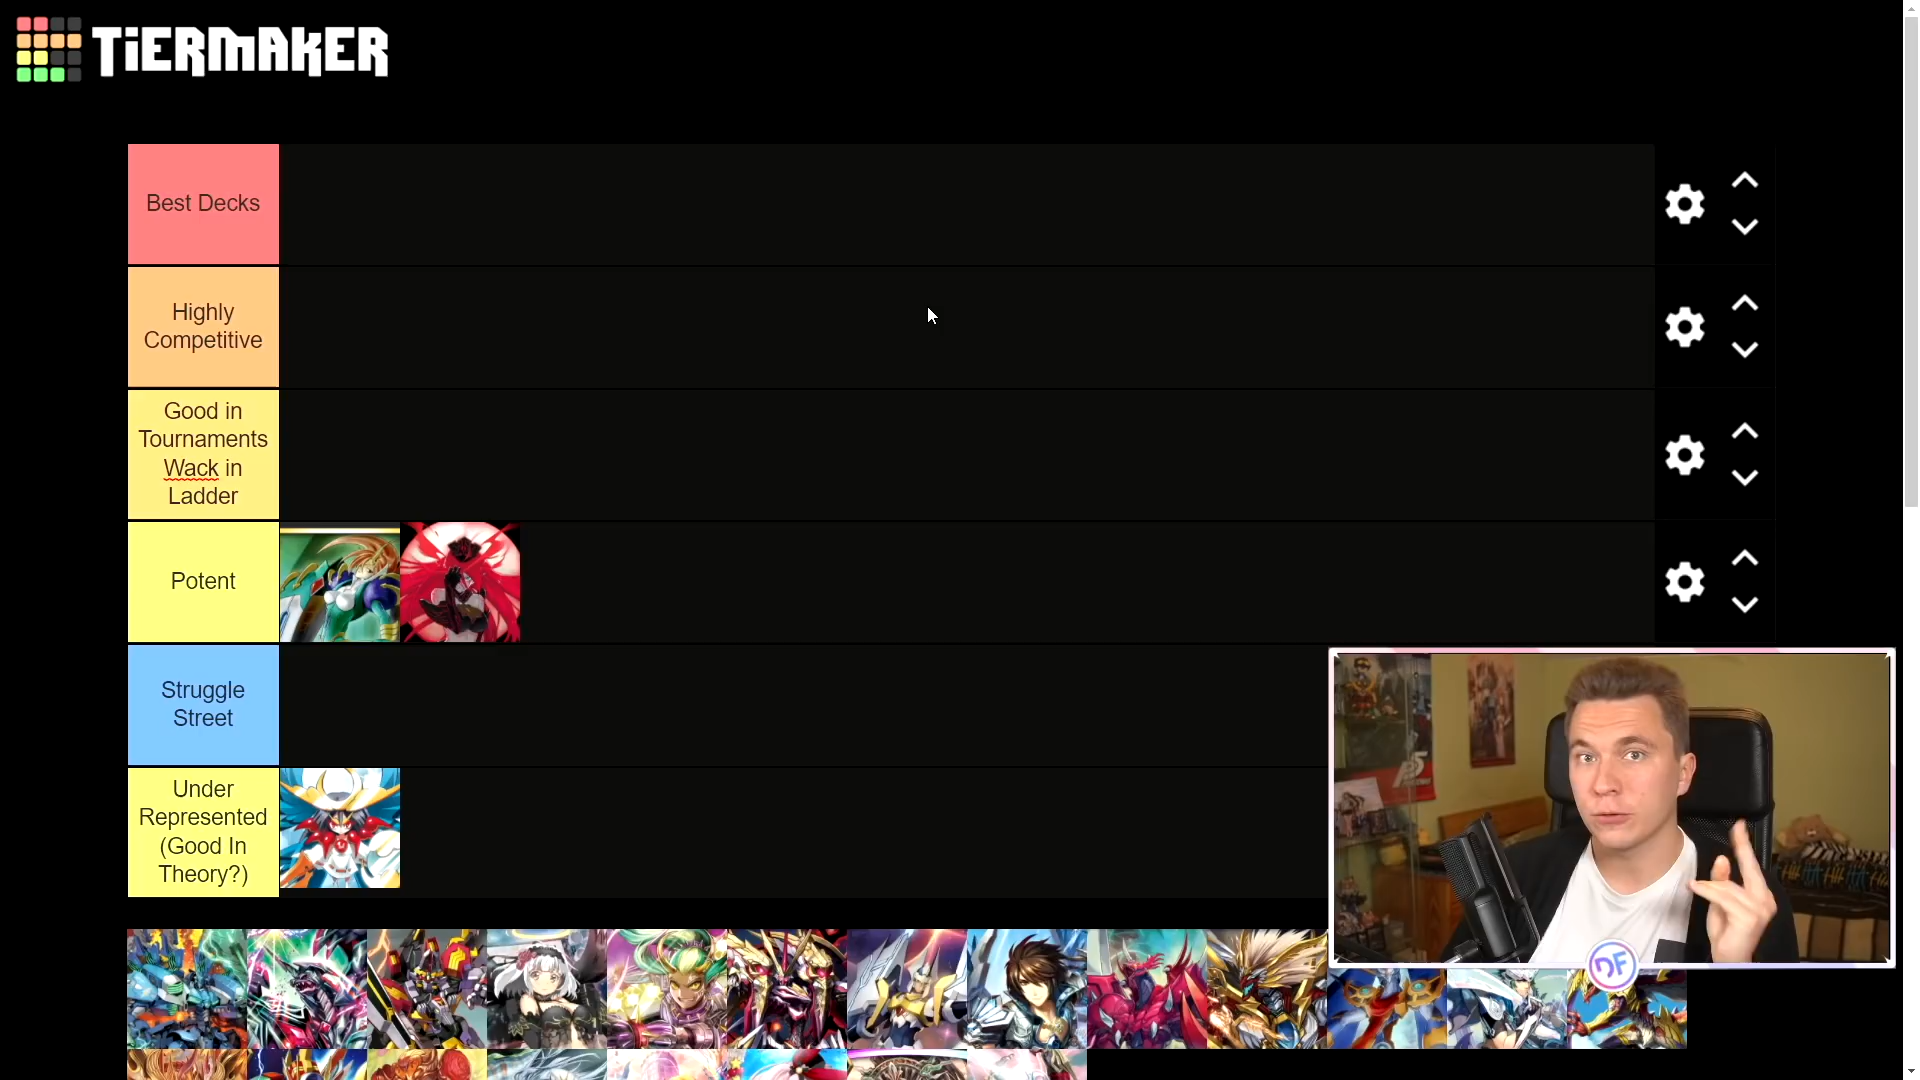 TIERMAKER
Best Decks
Highly
Competitive
Good in
Tournaments
Wack in
Ladder
Potent
Struggle
Street
Under
Represented
(Good In
Theory?)
DF